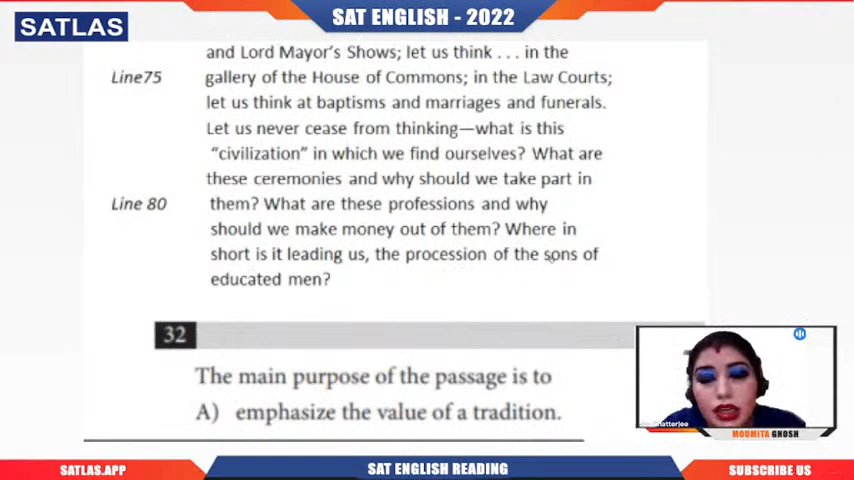 SATLAS
SAT ENGLISH - 2022
and Lord Mayor's Shows; let us think . . . in the
Line75 gallery of the House of Commons; in the Law Courts;
let us think at baptisms and marriages and funerals.
Let us never cease from thinking—what is this
"civilization" in which we find ourselves? What are
these ceremonies and why should we take part in
Line 80 them? What are these professions and why
should we make money out of them? Where in
short is it leading us, the procession of the sons of
educated men?
32
The main purpose of the passage is to
A) emphasize the value of a tradition.
MOUMITA GHOSH
SATLAS.APP
SAT ENGLISH READING
SUBSCRIBE US